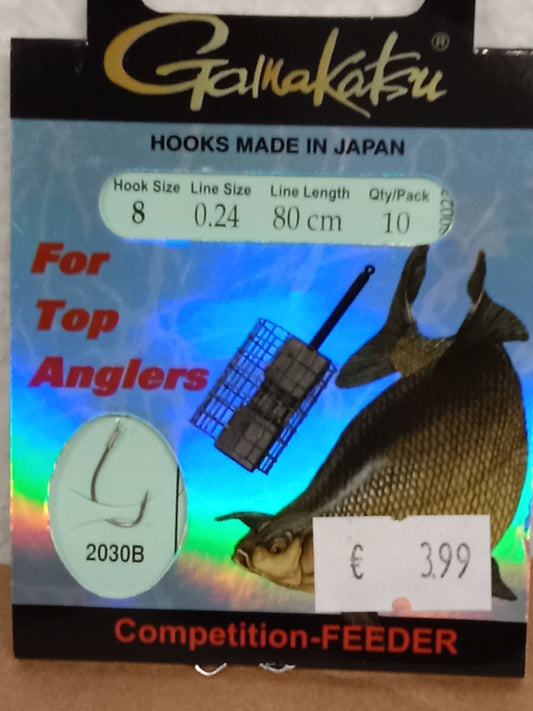 Gamakatsu®
HOOKS MADE IN JAPAN
Hook Size Line Size Line Length Qty/Pack
8 0.24 80 cm 10
For
Top
Anglers
2030B
€ 3.99
Competition-FEEDER